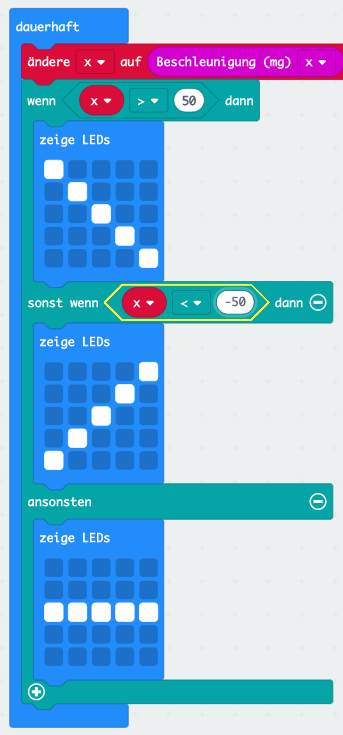 dauerhaft
ändere x auf Beschleunigung (mg) x
wenn x > 50 dann
zeige LEDs
sonst wenn x < -50 dann
zeige LEDs
ansonsten
zeige LEDs